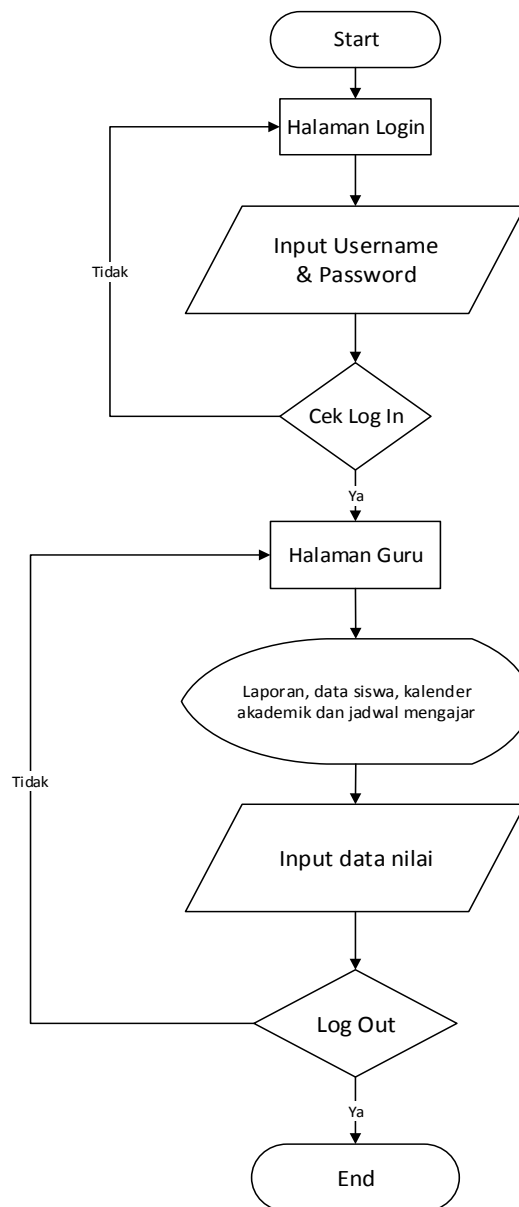 Start
Halaman Login
Input Username
& Password
Tidak
Cek Log In
Ya
Halaman Guru
Laporan, data siswa, kalender
akademik dan jadwal mengajar
Tidak
Input data nilai
Log Out
Ya
End